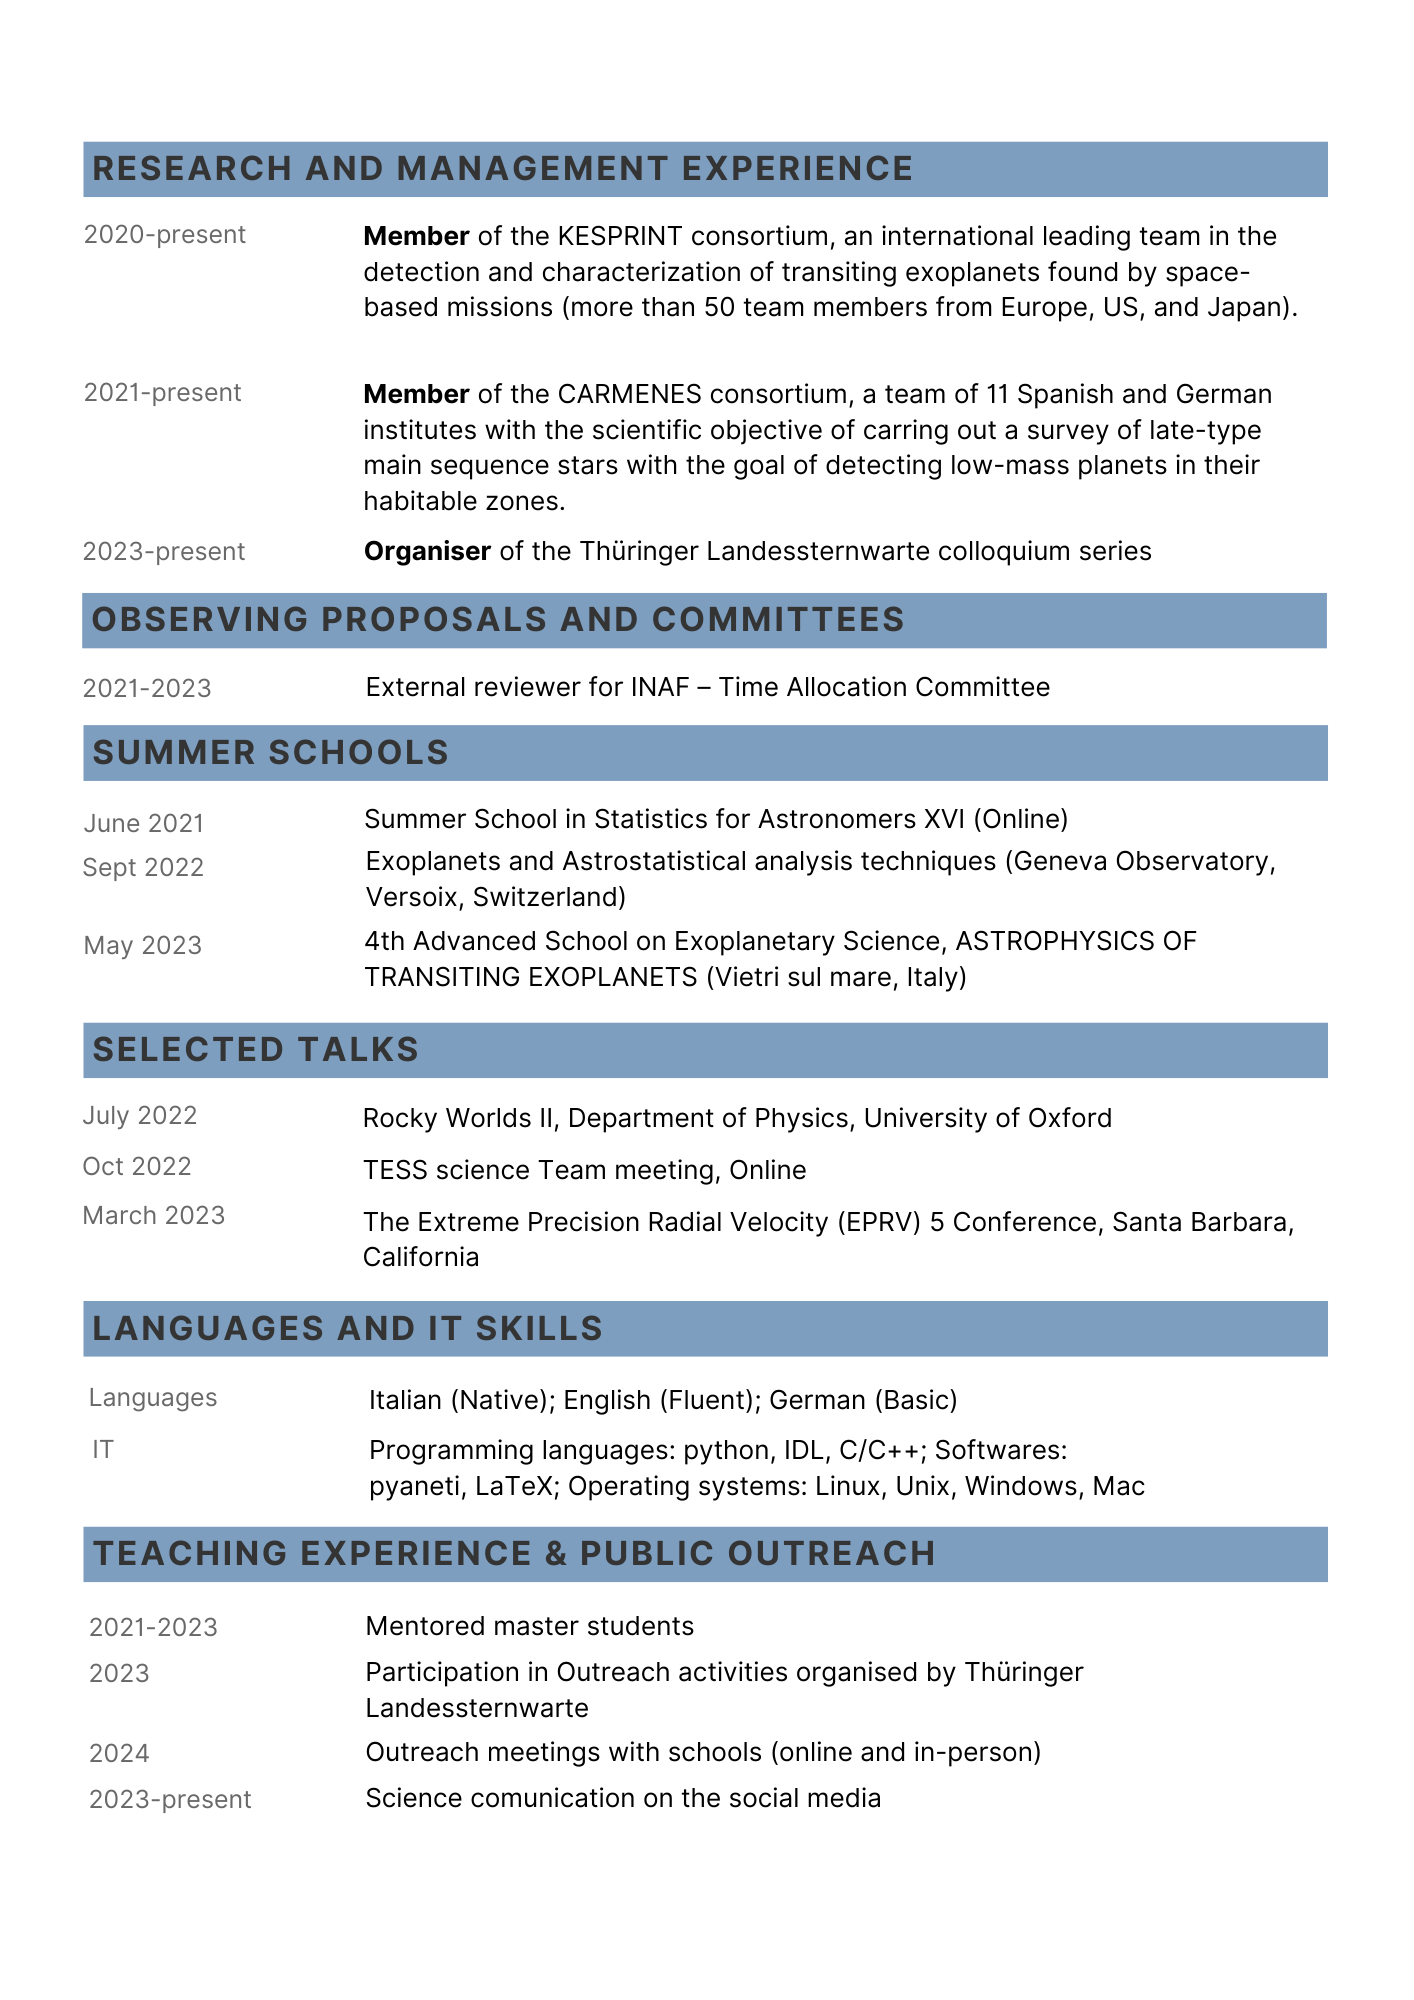 RESEARCH AND MANAGEMENT EXPERIENCE
2020-present
Member of the KESPRINT consortium, an international leading team in the
detection and characterization of transiting exoplanets found by space-
based missions (more than 50 team members from Europe, US, and Japan).
2021-present
Member of the CARMENES consortium, a team of 11 Spanish and German
institutes with the scientific objective of carring out a survey of late-type
main sequence stars with the goal of detecting low-mass planets in their
habitable zones.
2023-present
Organiser of the Thüringer Landessternwarte colloquium series
OBSERVING PROPOSALS AND COMMITTEES
2021-2023
External reviewer for INAF – Time Allocation Committee
SUMMER SCHOOLS
June 2021
Summer School in Statistics for Astronomers XVI (Online)
Sept 2022
Exoplanets and Astrostatistical analysis techniques (Geneva Observatory,
Versoix, Switzerland)
May 2023
4th Advanced School on Exoplanetary Science, ASTROPHYSICS OF
TRANSITING EXOPLANETS (Vietri sul mare, Italy)
SELECTED TALKS
July 2022
Rocky Worlds II, Department of Physics, University of Oxford
Oct 2022
TESS science Team meeting, Online
March 2023
The Extreme Precision Radial Velocity (EPRV) 5 Conference, Santa Barbara,
California
LANGUAGES AND IT SKILLS
Languages
Italian (Native); English (Fluent); German (Basic)
IT
Programming languages: python, IDL, C/C++; Softwares:
pyaneti, LaTeX; Operating systems: Linux, Unix, Windows, Mac
TEACHING EXPERIENCE & PUBLIC OUTREACH
2021-2023
Mentored master students
2023
Participation in Outreach activities organised by Thüringer
Landessternwarte
2024
Outreach meetings with schools (online and in-person)
2023-present
Science comunication on the social media